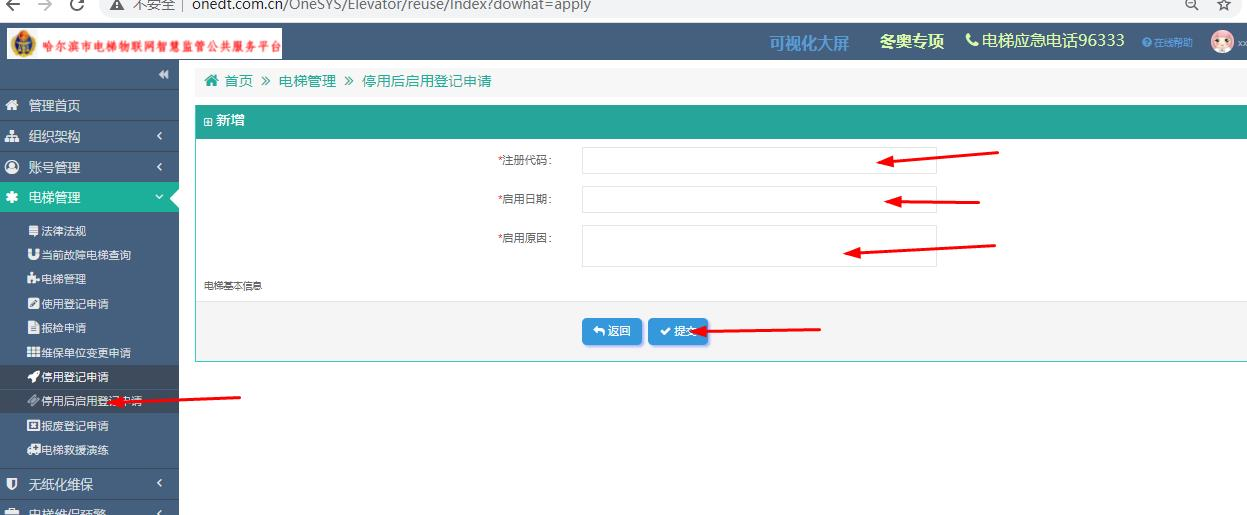 不安全 | onedt.com.cn/OneSYS/Elevator/reuse/Index?dowhat=apply
哈尔滨市电梯物联网智慧监管公共服务平台
可视化大屏 冬奥专项 电梯应急电话96333 在线帮助 xx
首页 » 电梯管理 » 停用后启用登记申请
管理首页
组织架构
账号管理
电梯管理
法律法规
当前故障电梯查询
电梯管理
使用登记申请
报检申请
维保单位变更申请
停用登记申请
停用后启用登记申请
报废登记申请
电梯救援演练
无纸化维保
电梯维保预警
新增
*注册代码：
*启用日期：
*启用原因：
电梯基本信息
返回 提交